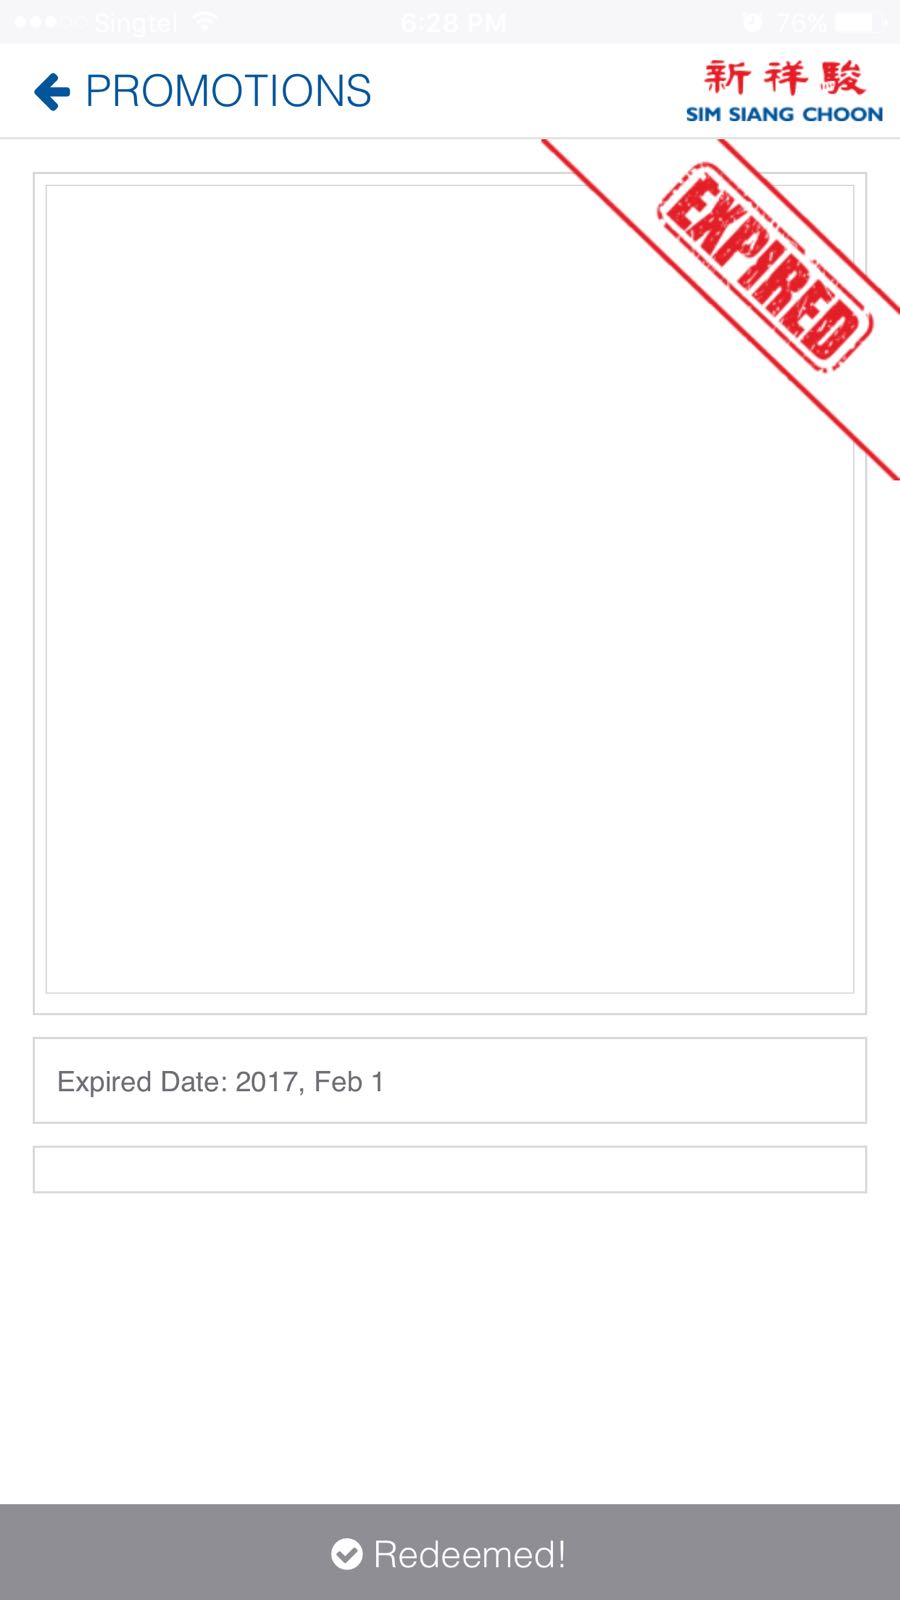 Singtel 6:28 PM 76%
PROMOTIONS
新祥駿
SIM SIANG CHOON
EXPIRED
Expired Date: 2017, Feb 1
Redeemed!